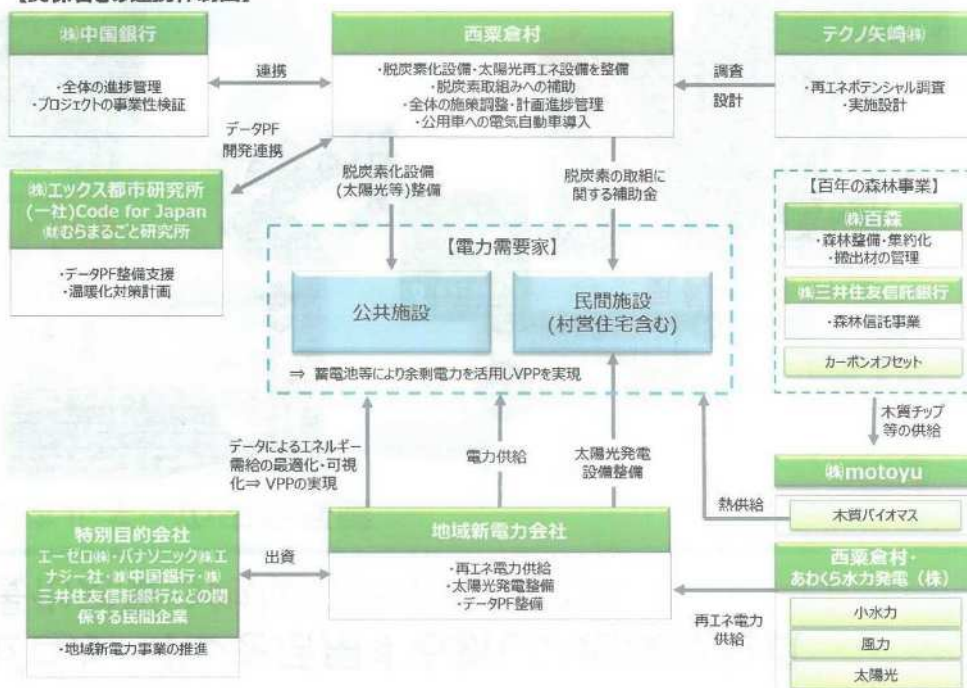 ㈱中国銀行
・全体の進捗管理
・プロジェクトの事業性検証
連携
西粟倉村
・脱炭素化設備・太陽光再エネ設備を整備
・脱炭素取組みへの補助
・全体の施策調整・計画進捗管理
・公用車への電気自動車導入
調査
設計
テクノ矢崎㈱
・再エネポテンシャル調査
・実施設計
データPF
開発連携
㈱エックス都市研究所
(一社)Code for Japan
㈶むらまるごと研究所
・データPF整備支援
・温暖化対策計画
脱炭素化設備
(太陽光等)整備
脱炭素の取組に
関する補助金
【電力需要家】
公共施設
民間施設
(村営住宅含む)
⇒ 蓄電池等により余剰電力を活用しVPPを実現
【百年の森林事業】
㈱百森
・森林整備・集約化
・搬出材の管理
㈱三井住友信託銀行
・森林信託事業
カーボンオフセット
木質チップ
等の供給
㈱motoyu
木質バイオマス
熱供給
データによるエネルギー
需給の最適化・可視
化⇒ VPPの実現
電力供給
太陽光発電
設備整備
特別目的会社
エーゼロ㈱・パナソニック㈱エ
ナジー社・㈱中国銀行・㈱
三井住友信託銀行などの関
係する民間企業
・地域新電力事業の推進
出資
地域新電力会社
・再エネ電力供給
・太陽光発電整備
・データPF整備
再エネ電力
供給
西粟倉村・
あわくら水力発電（株）
小水力
風力
太陽光